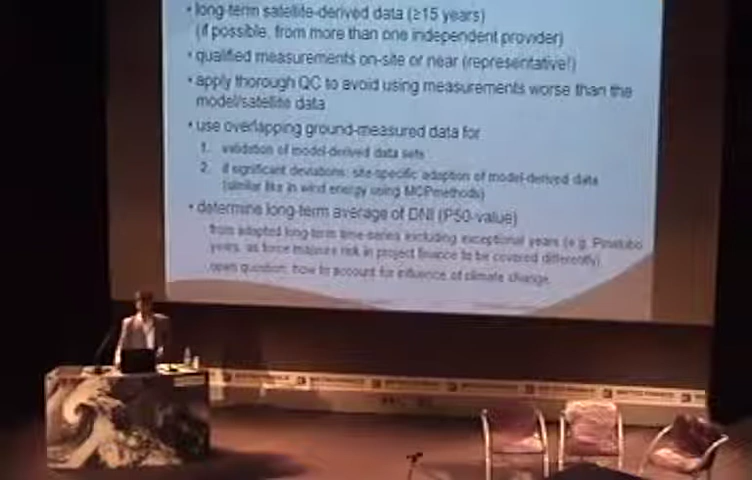 • long-term satellite-derived data (≥15 years)
(if possible, from more than one independent provider)
• qualified measurements on-site or near (representative!)
• apply thorough QC to avoid using measurements worse than the
model/satellite data
• use overlapping ground-measured data for
1. validation of model-derived data sets
2. if significant deviations: site-specific adaption of model-derived data
(similar like in wind energy using MCPmethods)
• determine long-term average of DNI (P50-value)
from adapted long-term time-series excluding exceptional years (e.g. Pinatubo
years, as force majeure risk in project finance to be covered differently)
open question: how to account for influence of climate change